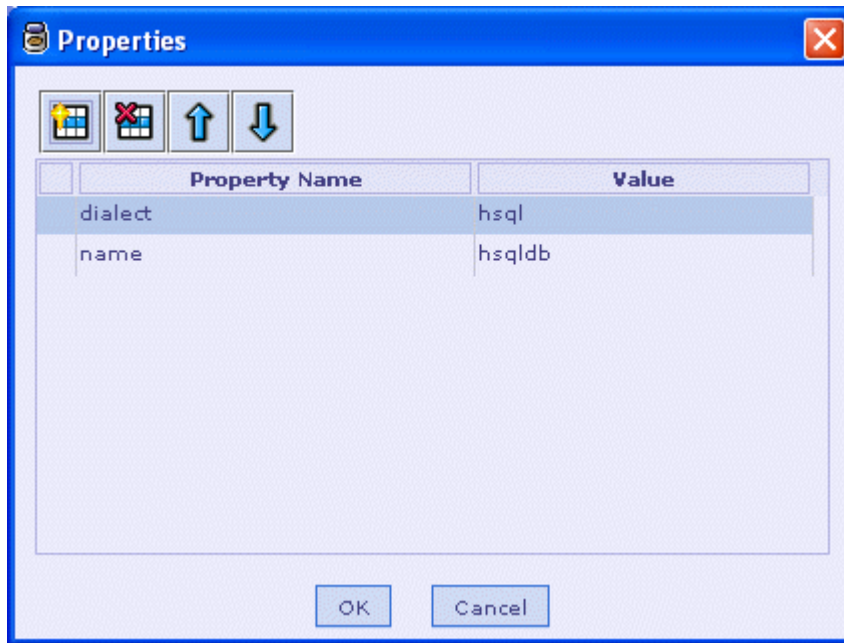 Properties
Property Name Value
dialect hsql
name hsqldb
OK Cancel